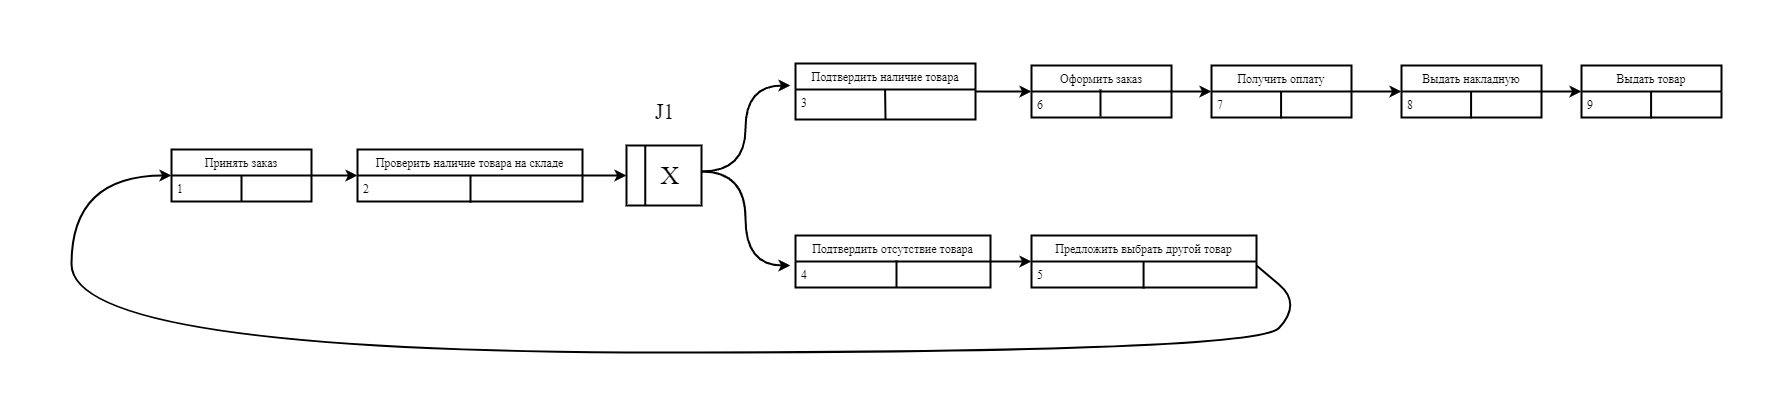 Принять заказ
1
Проверить наличие товара на складе
2
J1
X
Подтвердить наличие товара
3
Оформить заказ
6
Получить оплату
7
Выдать накладную
8
Выдать товар
9
Подтвердить отсутствие товара
4
Предложить выбрать другой товар
5